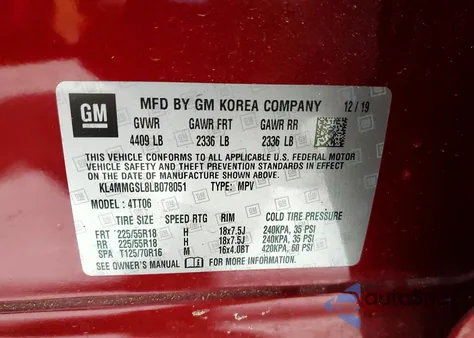 GM
MFD BY GM KOREA COMPANY 12/19
GVWR GAWR FRT GAWR RR
4409 LB 2336 LB 2336 LB
THIS VEHICLE CONFORMS TO ALL APPLICABLE U.S. FEDERAL MOTOR
VEHICLE SAFETY, BUMPER, AND THEFT PREVENTION STANDARDS IN EFFECT
ON THE DATE OF MANUFACTURE SHOWN ABOVE.
KL4MMGSL8LB078051 TYPE: MPV
MODEL: 4TT06
TIRE SIZE SPEED RTG RIM COLD TIRE PRESSURE
FRT 225/55R18 H 18x7.5J 240KPA, 35 PSI
RR 225/55R18 H 18x7.5J 240KPA, 35 PSI
SPA T125/70R16 M 16x4.0BT 420KPA, 60 PSI
SEE OWNER'S MANUAL FOR MORE INFORMATION.